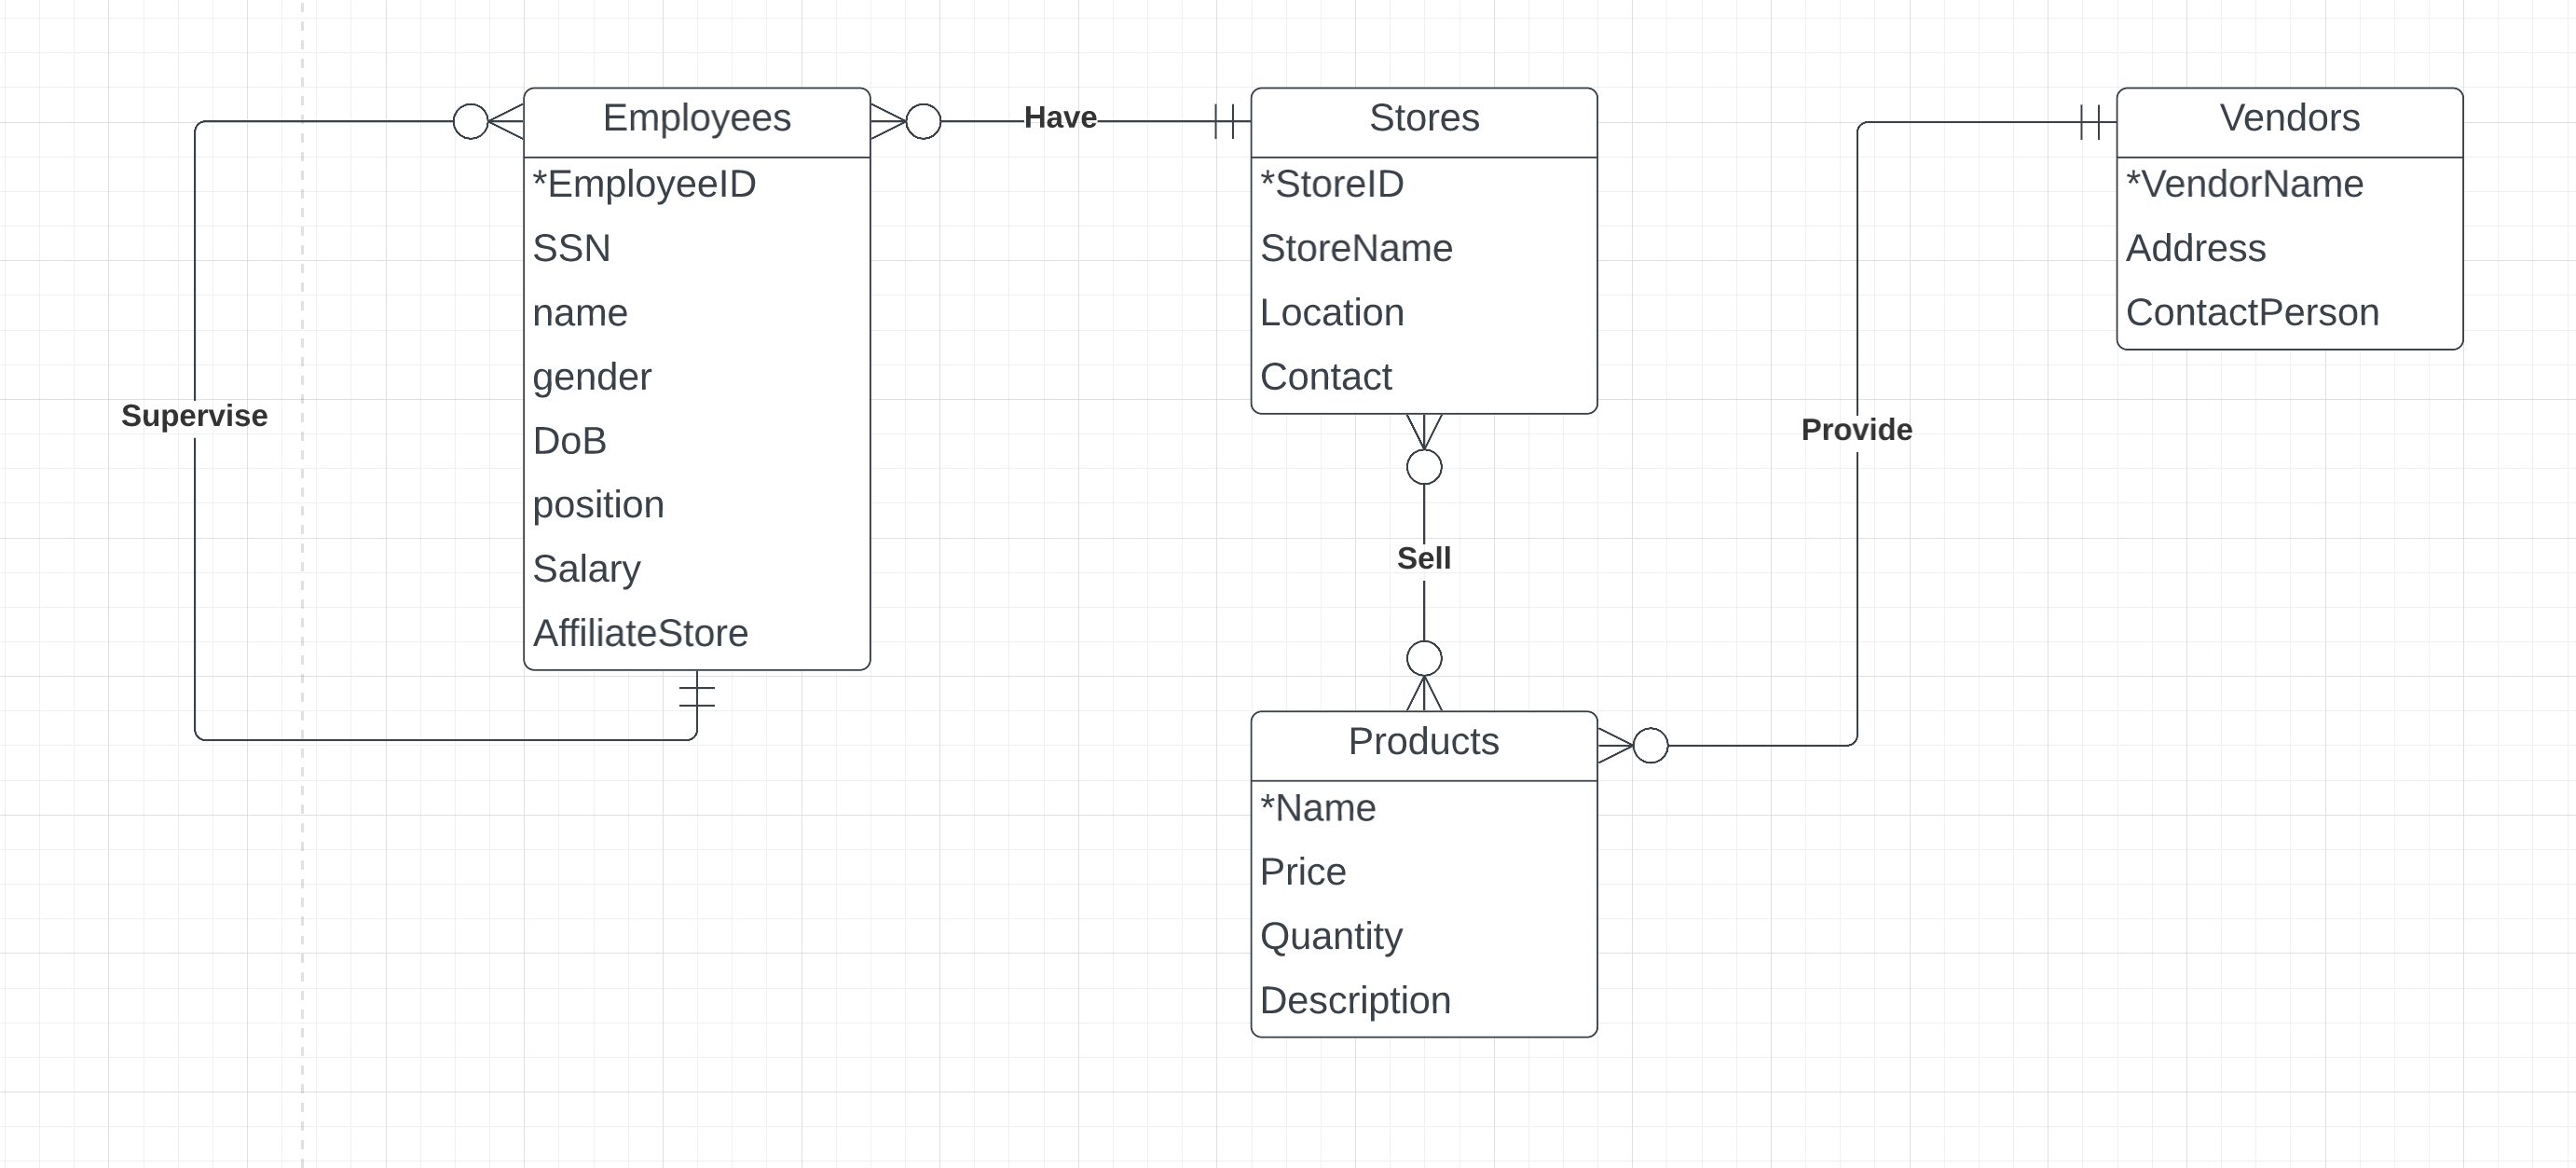 Employees
*EmployeeID
SSN
name
gender
DoB
position
Salary
AffiliateStore
Supervise
Have
Stores
*StoreID
StoreName
Location
Contact
Sell
Products
*Name
Price
Quantity
Description
Provide
Vendors
*VendorName
Address
ContactPerson